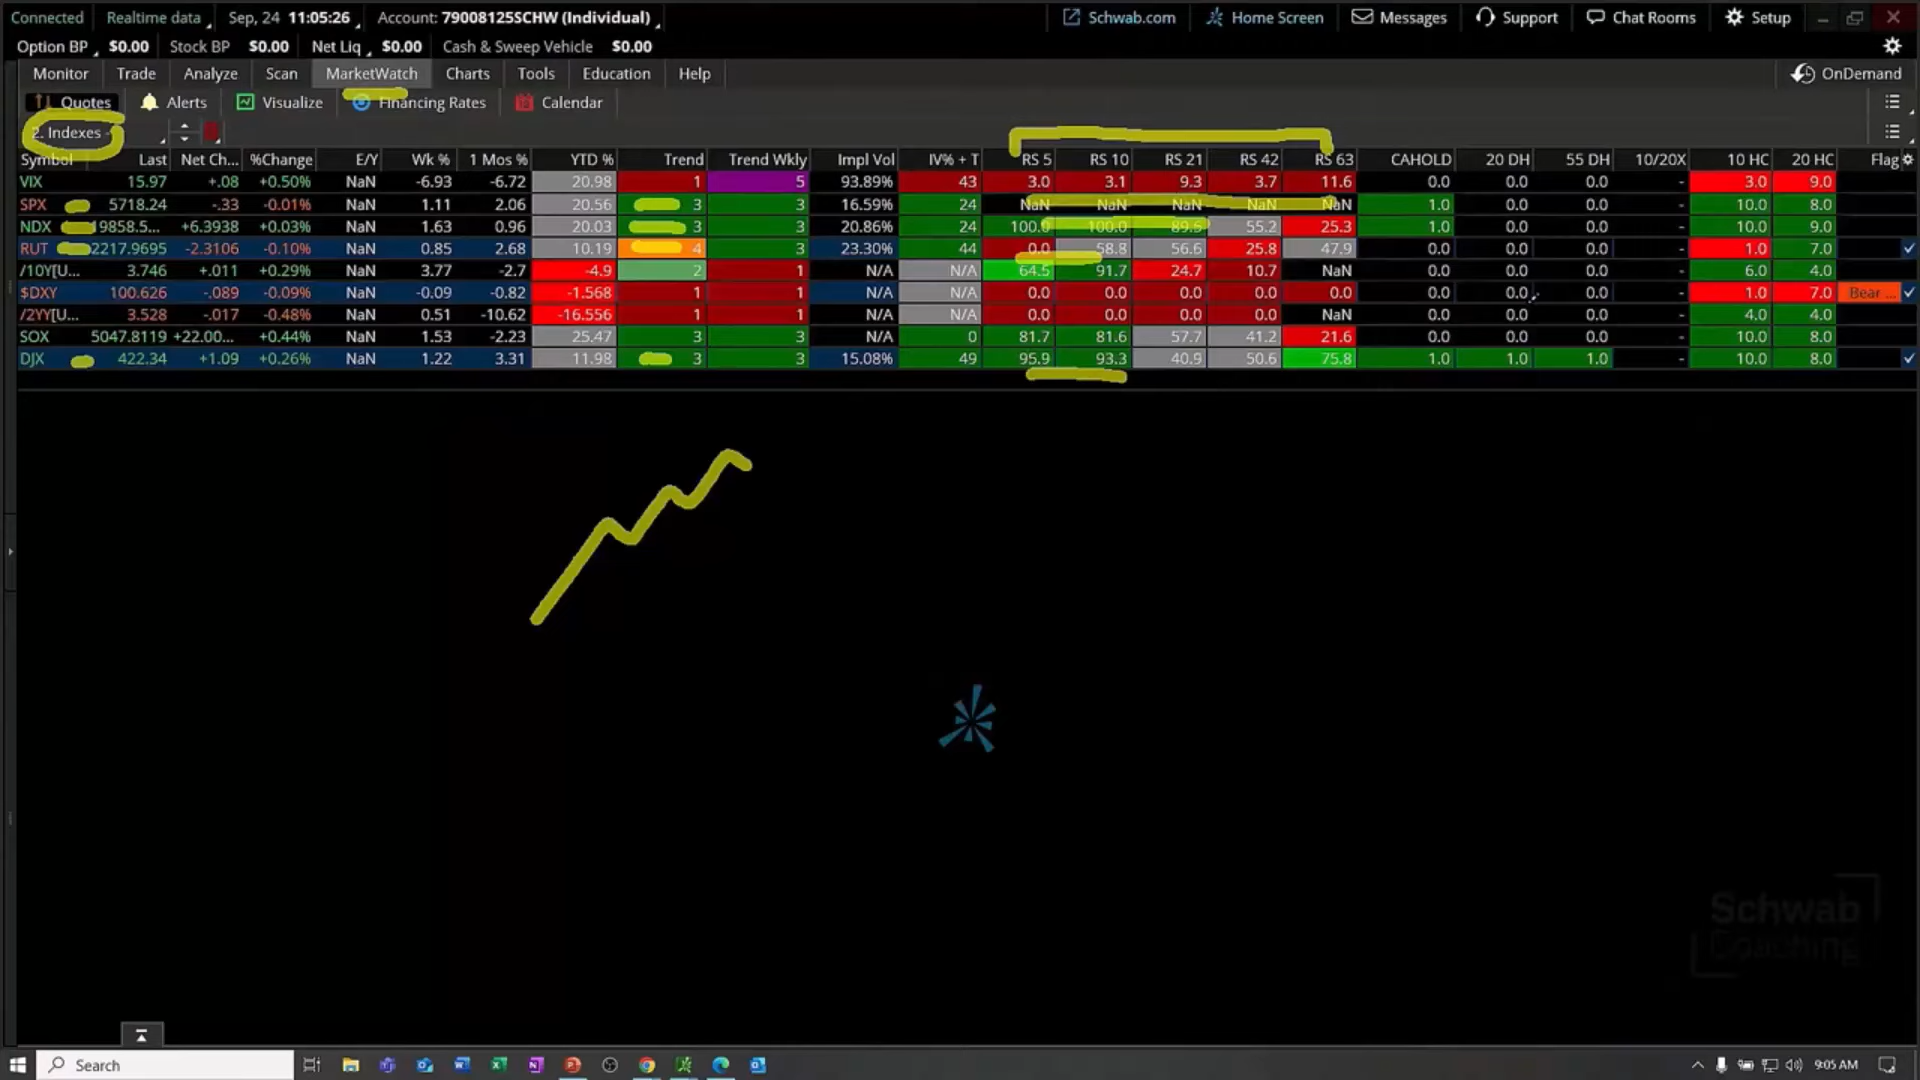 Connected Realtime data Sep, 24 11:05:26 Account: 79008125SCHW (Individual) Schwab.com Home Screen Messages Support Chat Rooms Setup
Option BP $0.00 Stock BP $0.00 Net Liq $0.00 Cash & Sweep Vehicle $0.00
Monitor Trade Analyze Scan MarketWatch Charts Tools Education Help OnDemand
Quotes Alerts Visualize Financing Rates Calendar
2. Indexes
Symbol Last Net Ch... %Change E/Y Wk % 1 Mos % YTD % Trend Trend Wkly Impl Vol IV% + T RS 5 RS 10 RS 21 RS 42 RS 63 CAHOLD 20 DH 55 DH 10/20X 10 HC 20 HC Flag
VIX 15.97 +.08 +0.50% NaN -6.93 -6.72 20.98 1 5 93.89% 43 3.0 3.1 9.3 3.7 11.6 0.0 0.0 0.0 - 3.0 9.0
SPX 5718.24 -.33 -0.01% NaN 1.11 2.06 20.56 3 3 16.59% 24 NaN NaN NaN NaN NaN 1.0 0.0 0.0 - 10.0 8.0
NDX 19858.5... +6.3938 +0.03% NaN 1.63 0.96 20.03 3 3 20.86% 24 100.0 100.0 89.5 55.2 25.3 1.0 0.0 0.0 - 10.0 9.0
RUT 2217.9695 -2.3106 -0.10% NaN 0.85 2.68 10.19 4 3 23.30% 44 0.0 58.8 56.6 25.8 47.9 0.0 0.0 0.0 - 1.0 7.0
/10Y[U... 3.746 +.011 +0.29% NaN 3.77 -2.7 -4.9 2 1 N/A N/A 64.5 91.7 24.7 10.7 NaN 0.0 0.0 0.0 - 6.0 4.0
$DXY 100.626 -.089 -0.09% NaN -0.09 -0.82 -1.568 1 1 N/A N/A 0.0 0.0 0.0 0.0 0.0 0.0 0.0 0.0 - 1.0 7.0 Bear ...
/2YY[U... 3.528 -.017 -0.48% NaN 0.51 -10.62 -16.556 1 1 N/A N/A 0.0 0.0 0.0 0.0 NaN 0.0 0.0 0.0 - 4.0 4.0
SOX 5047.8119 +22.00... +0.44% NaN 1.53 -2.23 25.47 3 3 N/A 0 81.7 81.6 57.7 41.2 21.6 0.0 0.0 0.0 - 10.0 8.0
DJX 422.34 +1.09 +0.26% NaN 1.22 3.31 11.98 3 3 15.08% 49 95.9 93.3 40.9 50.6 75.8 1.0 1.0 1.0 - 10.0 8.0
Schwab
Coaching
Search 9:05 AM